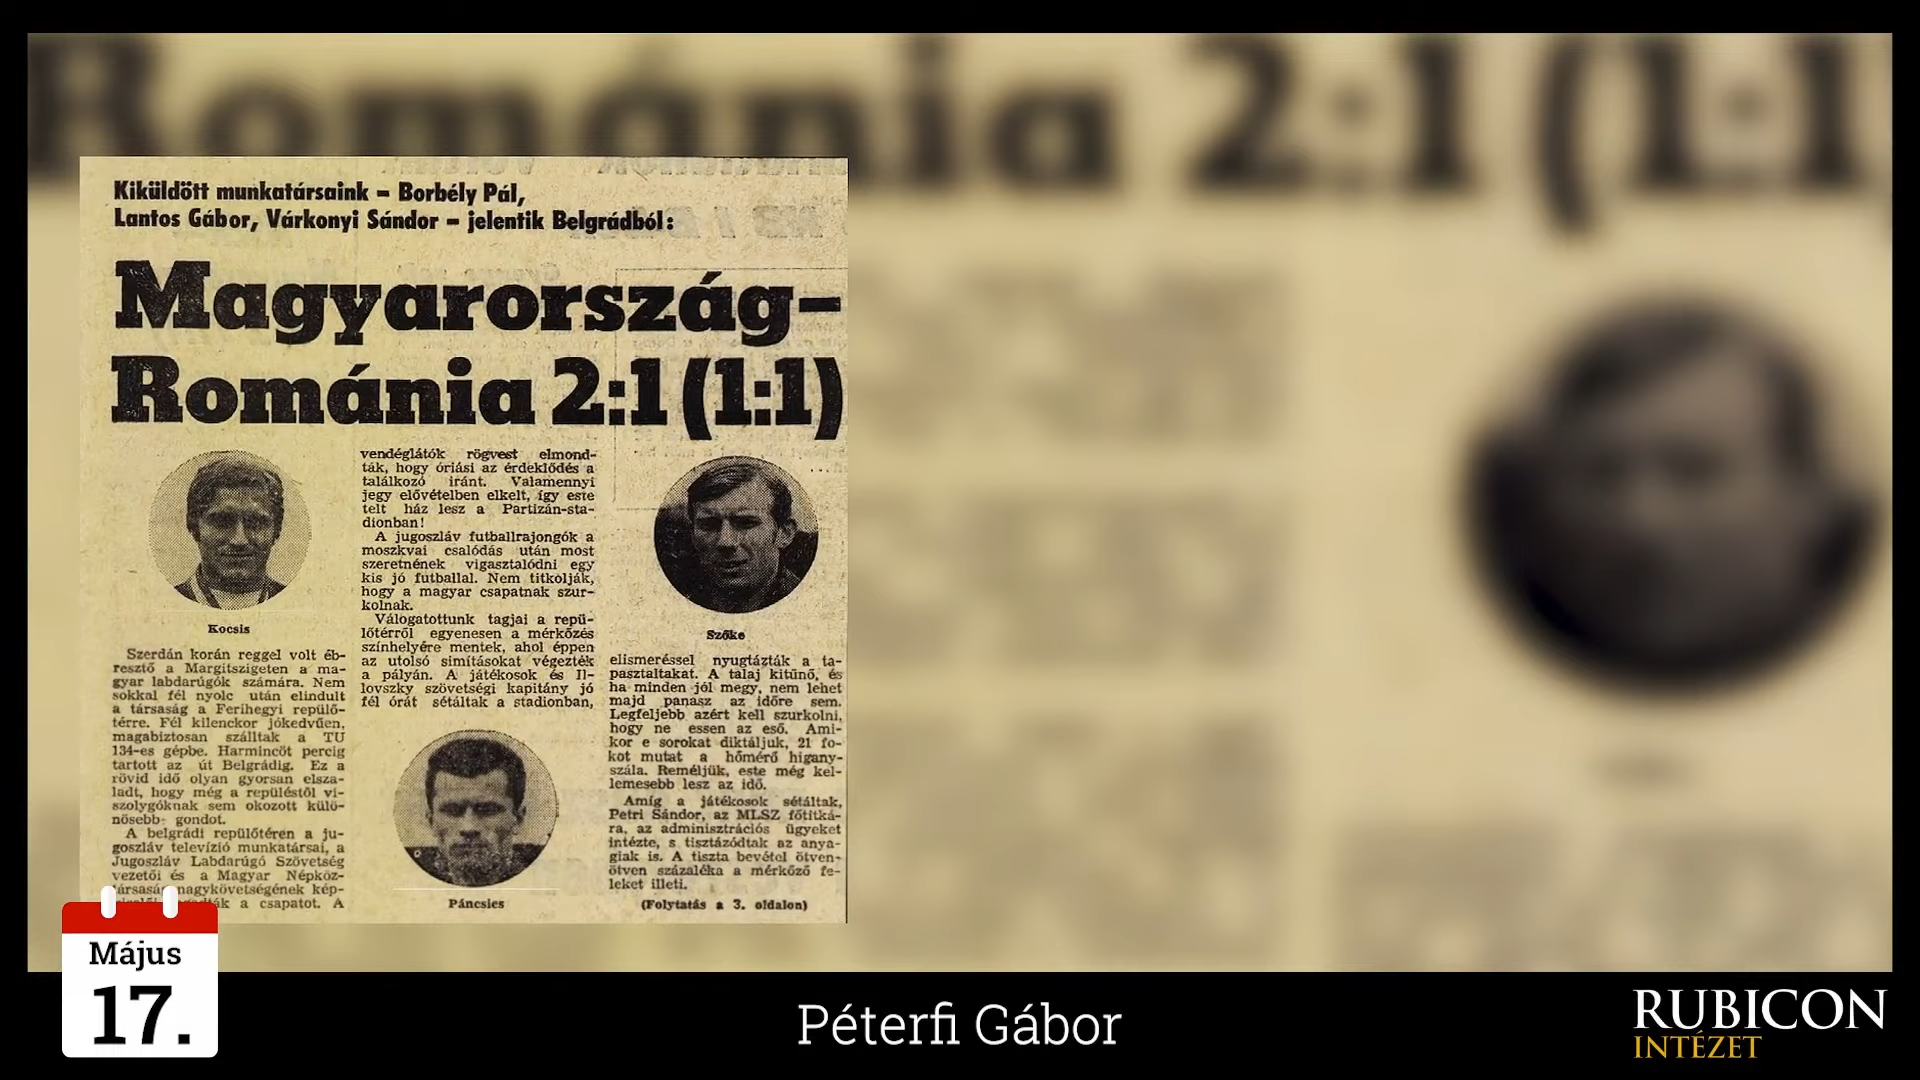 Románia 2:1 (1:1
Kiküldött munkatársaink – Borbély Pál,
Lantos Gábor, Várkonyi Sándor – jelentik Belgrádból:
Magyarország–
Románia 2:1 (1:1)
Kocsis
Szerdán korán reggel volt éb-
resztő a Margitszigeten a ma-
gyar labdarúgók számára. Nem
sokkal fél nyolc után elindult
a társaság a Ferihegyi repülő-
térre. Fél kilenckor jókedvűen,
magabiztosan szálltak a TU
134-es gépbe. Harmincöt percig
tartott az út Belgrádig. Ez a
rövid idő olyan gyorsan elsza-
ladt, hogy még a repüléstől vi-
szolygóknak sem okozott külö-
nösebb gondot.
A belgrádi repülőtéren a ju-
goszláv televízió munkatársai, a
Jugoszláv Labdarúgó Szövetség
vezetői és a Magyar Népköz-
társaság nagykövetségének kép-
ták a csapatot. A
vendéglátók rögvest elmond-
ták, hogy óriási az érdeklődés a
találkozó iránt. Valamennyi
jegy elővételben elkelt, így este
telt ház lesz a Partizán-sta-
dionban!
A jugoszláv futballrajongók a
moszkvai csalódás után most
szeretnének vigasztalódni egy
kis jó futballal. Nem titkolják,
hogy a magyar csapatnak szur-
kolnak.
Válogatottunk tagjai a repü-
lőtérről egyenesen a mérkőzés
színhelyére mentek, ahol éppen
az utolsó simításokat végezték
a pályán. A játékosok és Il-
lovszky szövetségi kapitány jó
fél órát sétáltak a stadionban,
Páncsics
Szőke
elismeréssel nyugtázták a ta-
pasztaltakat. A talaj kitűnő, és
ha minden jól megy, nem lehet
majd panasz az időre sem.
Legfeljebb azért kell szurkolni,
hogy ne essen az eső. Ami-
kor e sorokat diktáljuk, 21 fo-
kot mutat a hőmérő higany-
szála. Reméljük, este még kel-
lemesebb lesz az idő.
Amíg a játékosok sétáltak,
Petri Sándor, az MLSZ főtitká-
ra, az adminisztrációs ügyeket
intézte, s tisztázódtak az anya-
giak is. A tiszta bevétel ötven-
ötven százaléka a mérkőző fe-
leket illeti.
(Folytatás a 3. oldalon)
Május
17.
Péterfi Gábor
RUBICON
INTÉZET